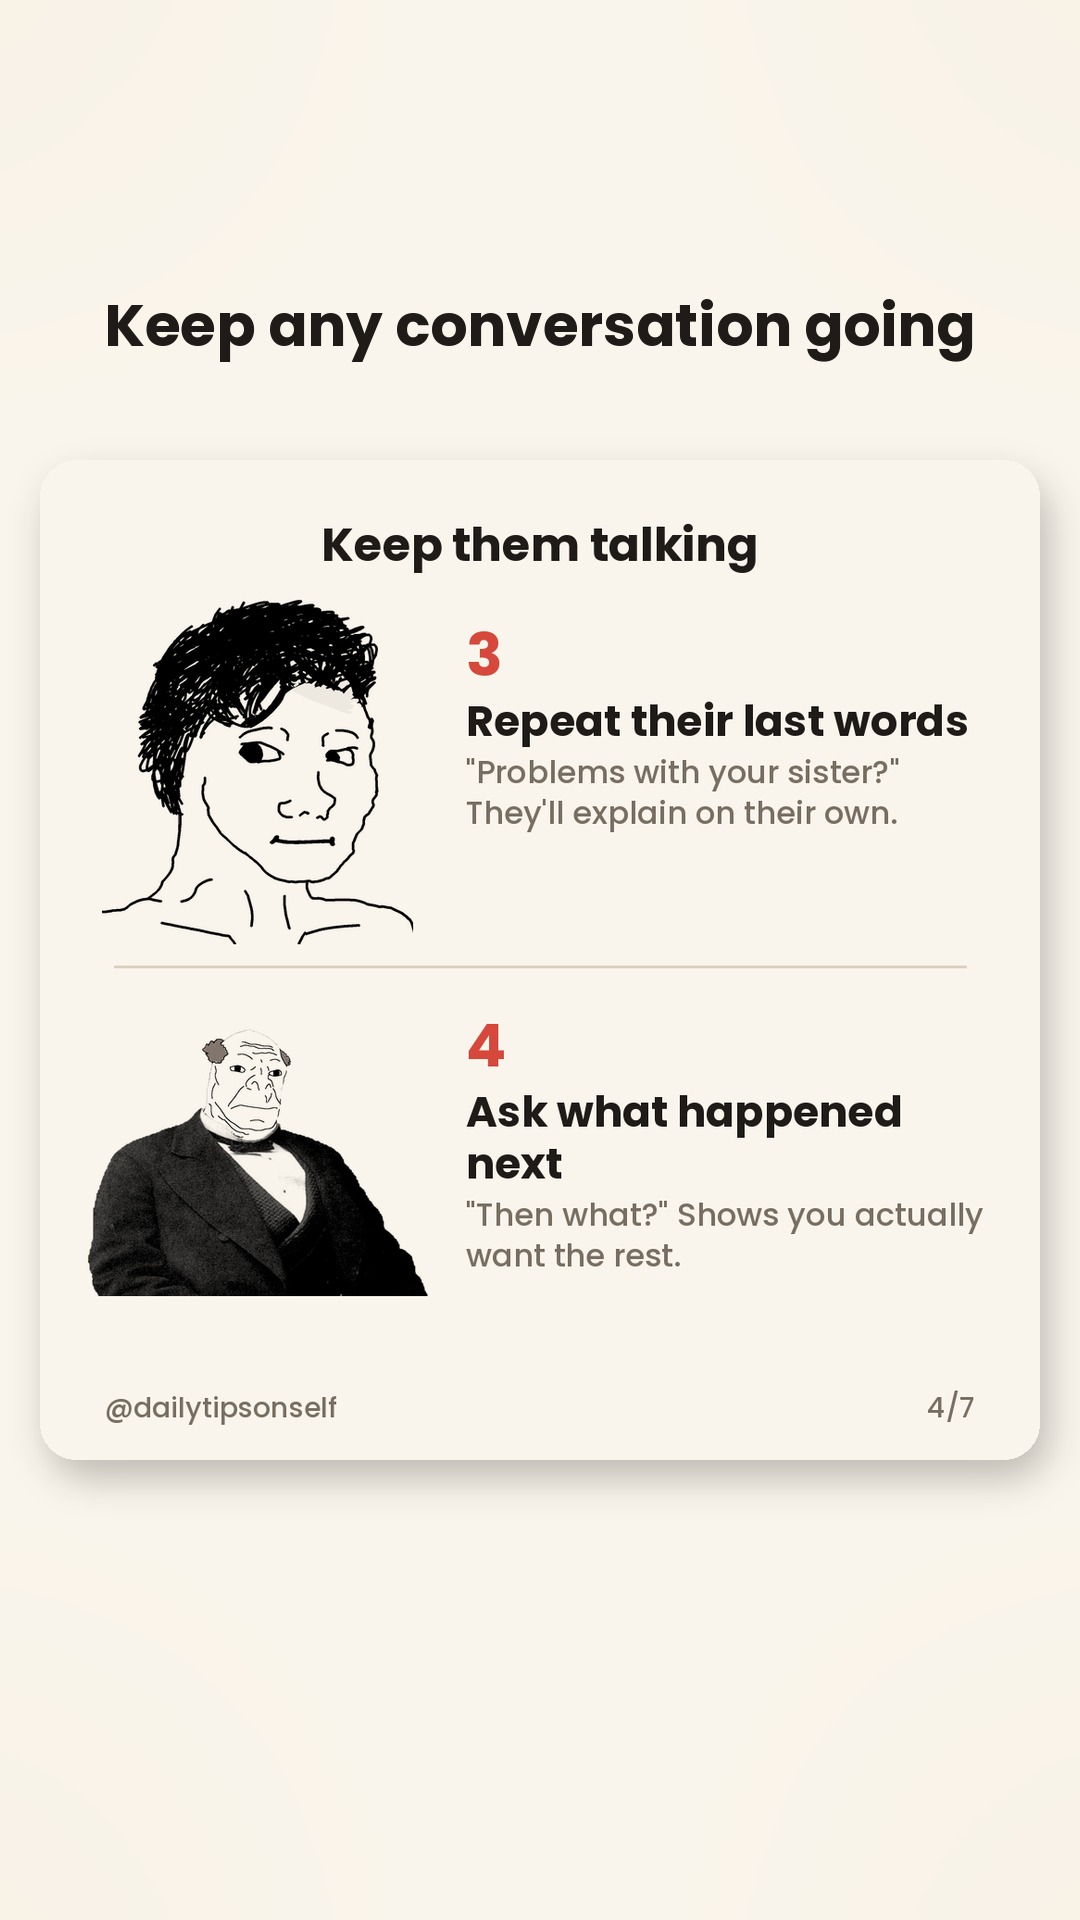 Keep any conversation going
Keep them talking
3
Repeat their last words
"Problems with your sister?"
They'll explain on their own.
4
Ask what happened
next
"Then what?" Shows you actually
want the rest.
@dailytipsonself
4/7